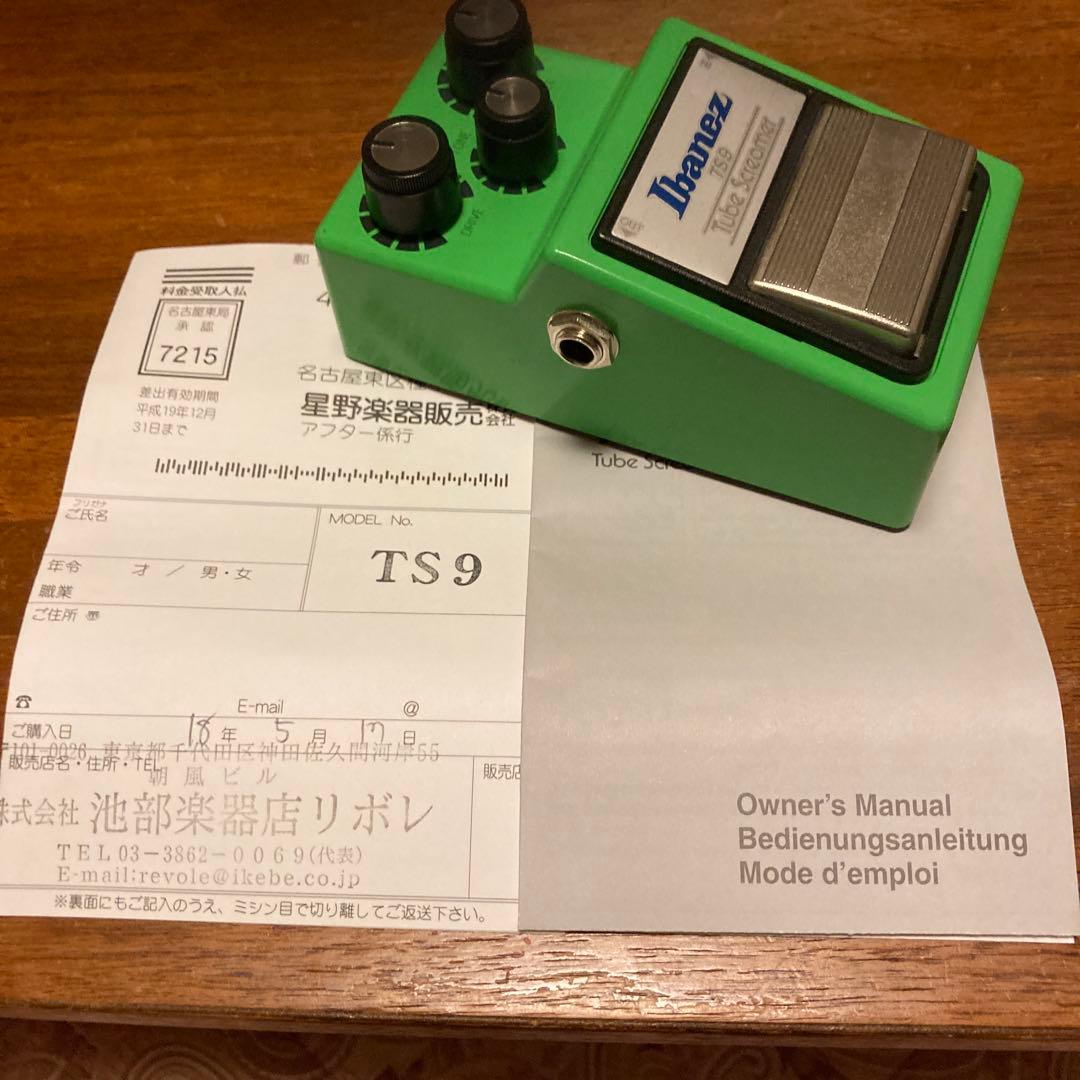 Ibanez
TS9
Tube Screamer
OFF
DRIVE
郵
料金受取人払
名古屋東局
承認
7215
差出有効期間
平成19年12月
31日まで
名古屋東区
星野楽器販売
会社
アフター係行
フリガナ
ご氏名
MODEL No.
TS9
年令 才 / 男・女
職業
ご住所 〠
☎ E-mail @
ご購入日 18 年 5 月 17 日
101-0026 東京都千代田区神田佐久間河岸55
販売店名・住所・TEL
朝風ビル
株式会社 池部楽器店リボレ
TEL03-3862-0069(代表)
E-mail:revole@ikebe.co.jp
※裏面にもご記入のうえ、ミシン目で切り離してご返送下さい。
Tube
Owner's Manual
Bedienungsanleitung
Mode d'emploi